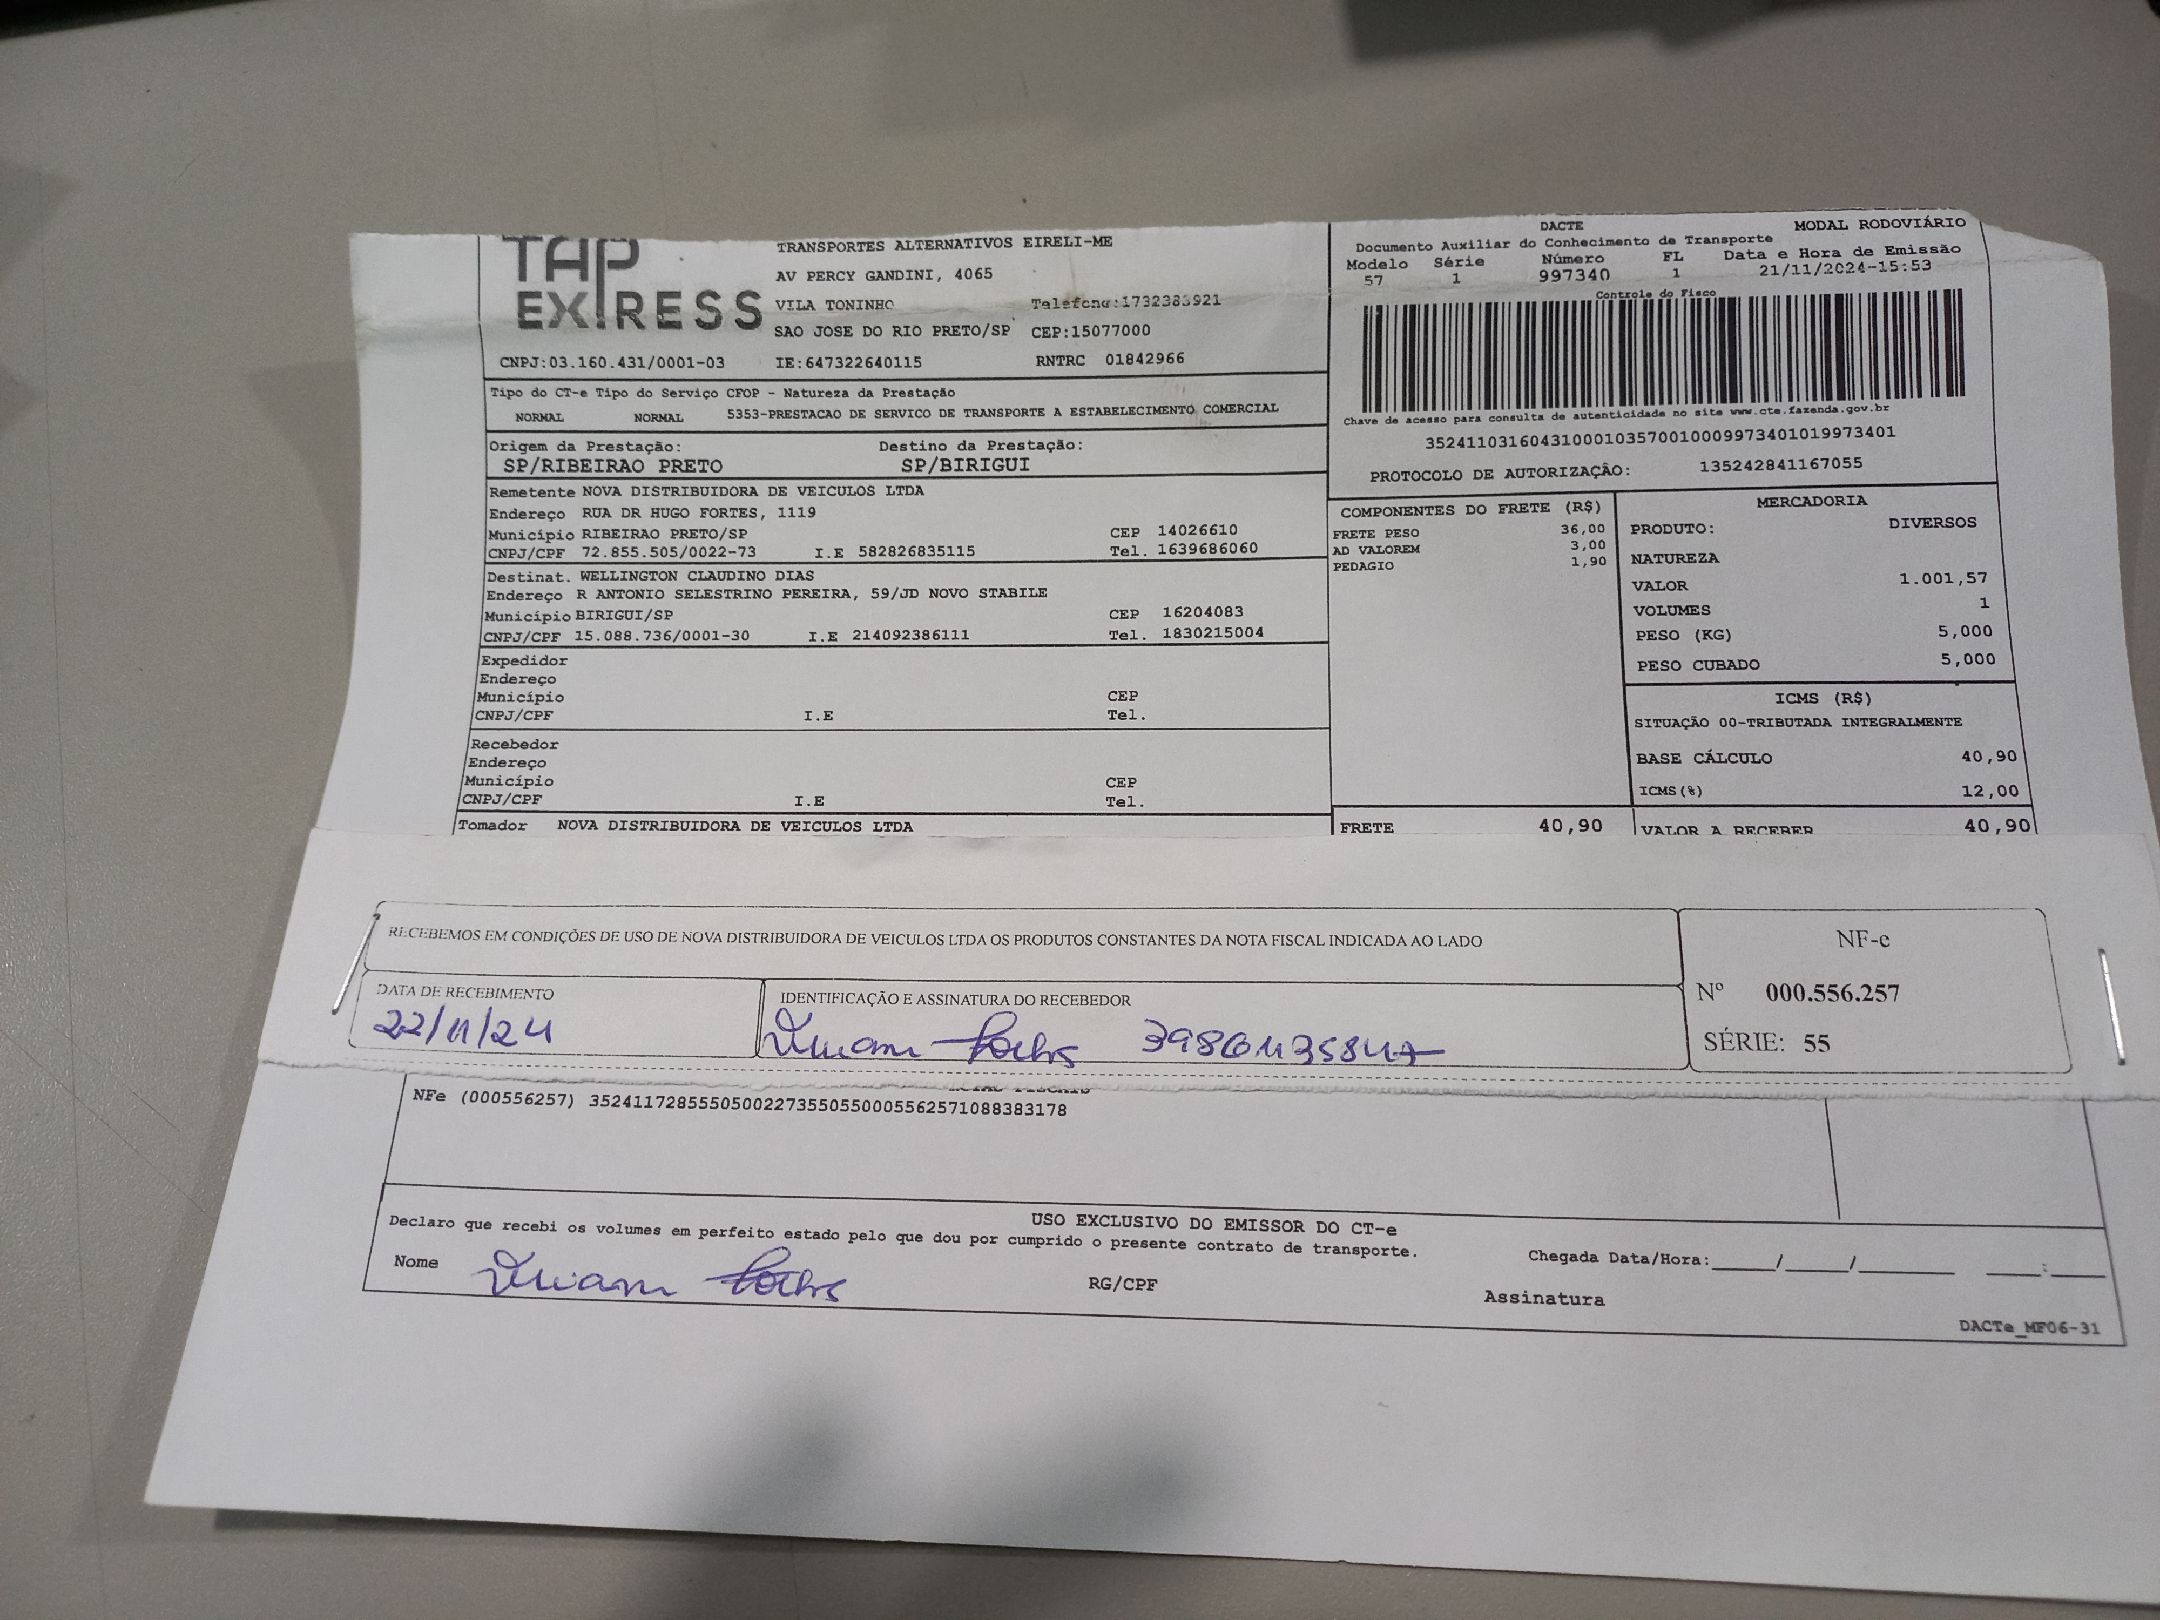 TAP EXPRESS
TRANSPORTES ALTERNATIVOS EIRELI-ME
AV PERCY GANDINI, 4065
VILA TONINHO Telefone:1732383921
SAO JOSE DO RIO PRETO/SP CEP:15077000
CNPJ:03.160.431/0001-03 IE:647322640115 RNTRC 01842966
DACTE MODAL RODOVIÁRIO
Documento Auxiliar do Conhecimento de Transporte
Modelo Série Número FL Data e Hora de Emissão
57 1 997340 1 21/11/2024-15:53
Controle do Fisco
Chave de acesso para consulta de autenticidade no site www.cte.fazenda.gov.br
35241103160431000103570010009973401019973401
PROTOCOLO DE AUTORIZAÇÃO: 135242841167055
Tipo do CT-e Tipo do Serviço CFOP - Natureza da Prestação
NORMAL NORMAL 5353-PRESTACAO DE SERVICO DE TRANSPORTE A ESTABELECIMENTO COMERCIAL
Origem da Prestação: Destino da Prestação:
SP/RIBEIRAO PRETO SP/BIRIGUI
Remetente NOVA DISTRIBUIDORA DE VEICULOS LTDA
Endereço RUA DR HUGO FORTES, 1119
Município RIBEIRAO PRETO/SP CEP 14026610
CNPJ/CPF 72.855.505/0022-73 I.E 582826835115 Tel. 1639686060
Destinat. WELLINGTON CLAUDINO DIAS
Endereço R ANTONIO SELESTRINO PEREIRA, 59/JD NOVO STABILE
Município BIRIGUI/SP CEP 16204083
CNPJ/CPF 15.088.736/0001-30 I.E 214092386111 Tel. 1830215004
Expedidor
Endereço
Município CEP
CNPJ/CPF I.E Tel.
Recebedor
Endereço
Município CEP
CNPJ/CPF I.E Tel.
Tomador NOVA DISTRIBUIDORA DE VEICULOS LTDA
COMPONENTES DO FRETE (R$)
FRETE PESO 36,00
AD VALOREM 3,00
PEDAGIO 1,90
FRETE 40,90
MERCADORIA
PRODUTO: DIVERSOS
NATUREZA
VALOR 1.001,57
VOLUMES 1
PESO (KG) 5,000
PESO CUBADO 5,000
ICMS (R$)
SITUAÇÃO 00-TRIBUTADA INTEGRALMENTE
BASE CÁLCULO 40,90
ICMS(%) 12,00
VALOR A RECEBER 40,90
RECEBEMOS EM CONDIÇÕES DE USO DE NOVA DISTRIBUIDORA DE VEICULOS LTDA OS PRODUTOS CONSTANTES DA NOTA FISCAL INDICADA AO LADO
DATA DE RECEBIMENTO IDENTIFICAÇÃO E ASSINATURA DO RECEBEDOR
22/11/24
NF-e
Nº 000.556.257
SÉRIE: 55
NFe (000556257) 35241172855505002273550550005562571088383178
USO EXCLUSIVO DO EMISSOR DO CT-e
Declaro que recebi os volumes em perfeito estado pelo que dou por cumprido o presente contrato de transporte.
Nome RG/CPF
Chegada Data/Hora:_____/_____/________ ____:____
Assinatura
DACTe_MF06-31